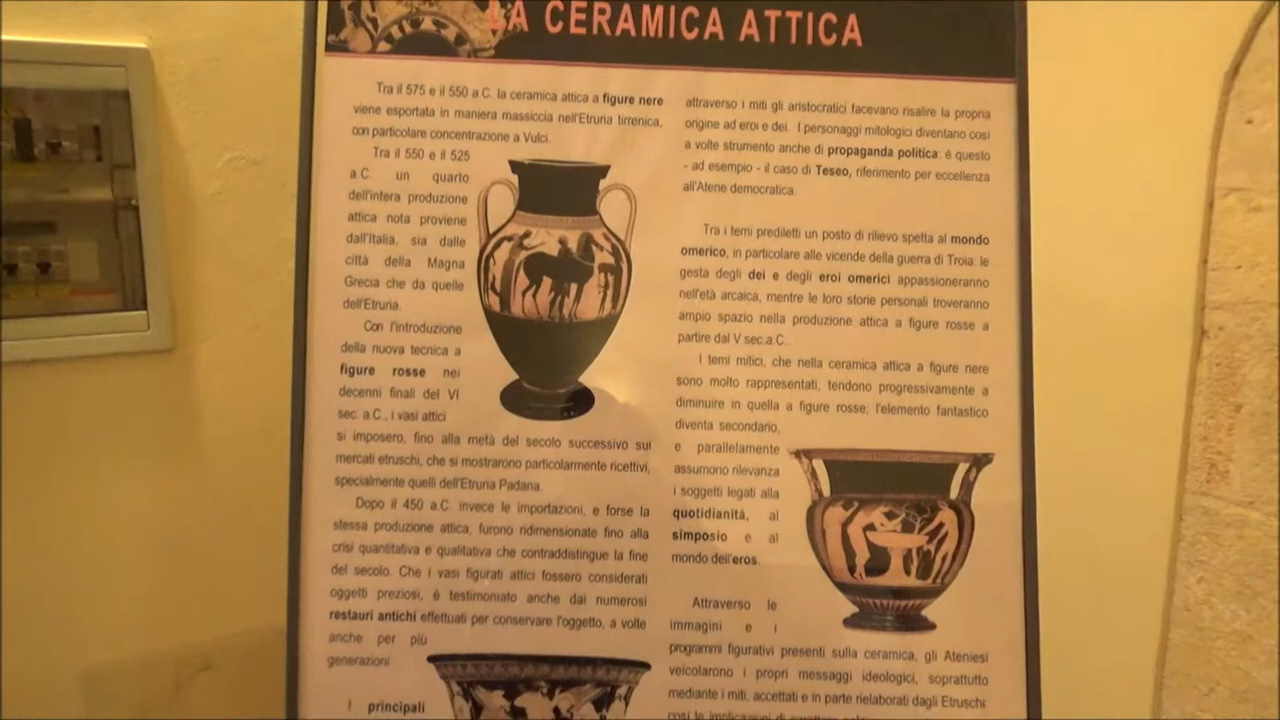 LA CERAMICA ATTICA
Tra il 575 e il 550 a.C. la ceramica attica a figure nere
viene esportata in maniera massiccia nell'Etruria tirrenica,
con particolare concentrazione a Vulci.
Tra il 550 e il 525
a.C. un quarto
dell'intera produzione
attica nota proviene
dall'Italia, sia dalle
città della Magna
Grecia che da quelle
dell'Etruria.
Con l'introduzione
della nuova tecnica a
figure rosse nei
decenni finali del VI
sec. a.C., i vasi attici
si imposero, fino alla metà del secolo successivo sui
mercati etruschi, che si mostrarono particolarmente ricettivi,
specialmente quelli dell'Etruria Padana.
Dopo il 450 a.C. invece le importazioni, e forse la
stessa produzione attica, furono ridimensionate fino alla
crisi quantitativa e qualitativa che contraddistingue la fine
del secolo. Che i vasi figurati attici fossero considerati
oggetti preziosi, è testimoniato anche dai numerosi
restauri antichi effettuati per conservare l'oggetto, a volte
anche per più
generazioni.
I principali
attraverso i miti gli aristocratici facevano risalire la propria
origine ad eroi e dei. I personaggi mitologici diventano così
a volte strumento anche di propaganda politica: è questo
- ad esempio - il caso di Teseo, riferimento per eccellenza
all'Atene democratica.
Tra i temi prediletti un posto di rilievo spetta al mondo
omerico, in particolare alle vicende della guerra di Troia: le
gesta degli dei e degli eroi omerici appassioneranno
nell'età arcaica, mentre le loro storie personali troveranno
ampio spazio nella produzione attica a figure rosse a
partire dal V sec.a.C..
I temi mitici, che nella ceramica attica a figure nere
sono molto rappresentati, tendono progressivamente a
diminuire in quella a figure rosse; l'elemento fantastico
diventa secondario,
e parallelamente
assumono rilevanza
i soggetti legati alla
quotidianità, al
simposio e al
mondo dell'eros.
Attraverso le
immagini e i
programmi figurativi presenti sulla ceramica, gli Ateniesi
veicolarono i propri messaggi ideologici, soprattutto
mediante i miti, accettati e in parte rielaborati dagli Etruschi
così le implicazioni di carattere